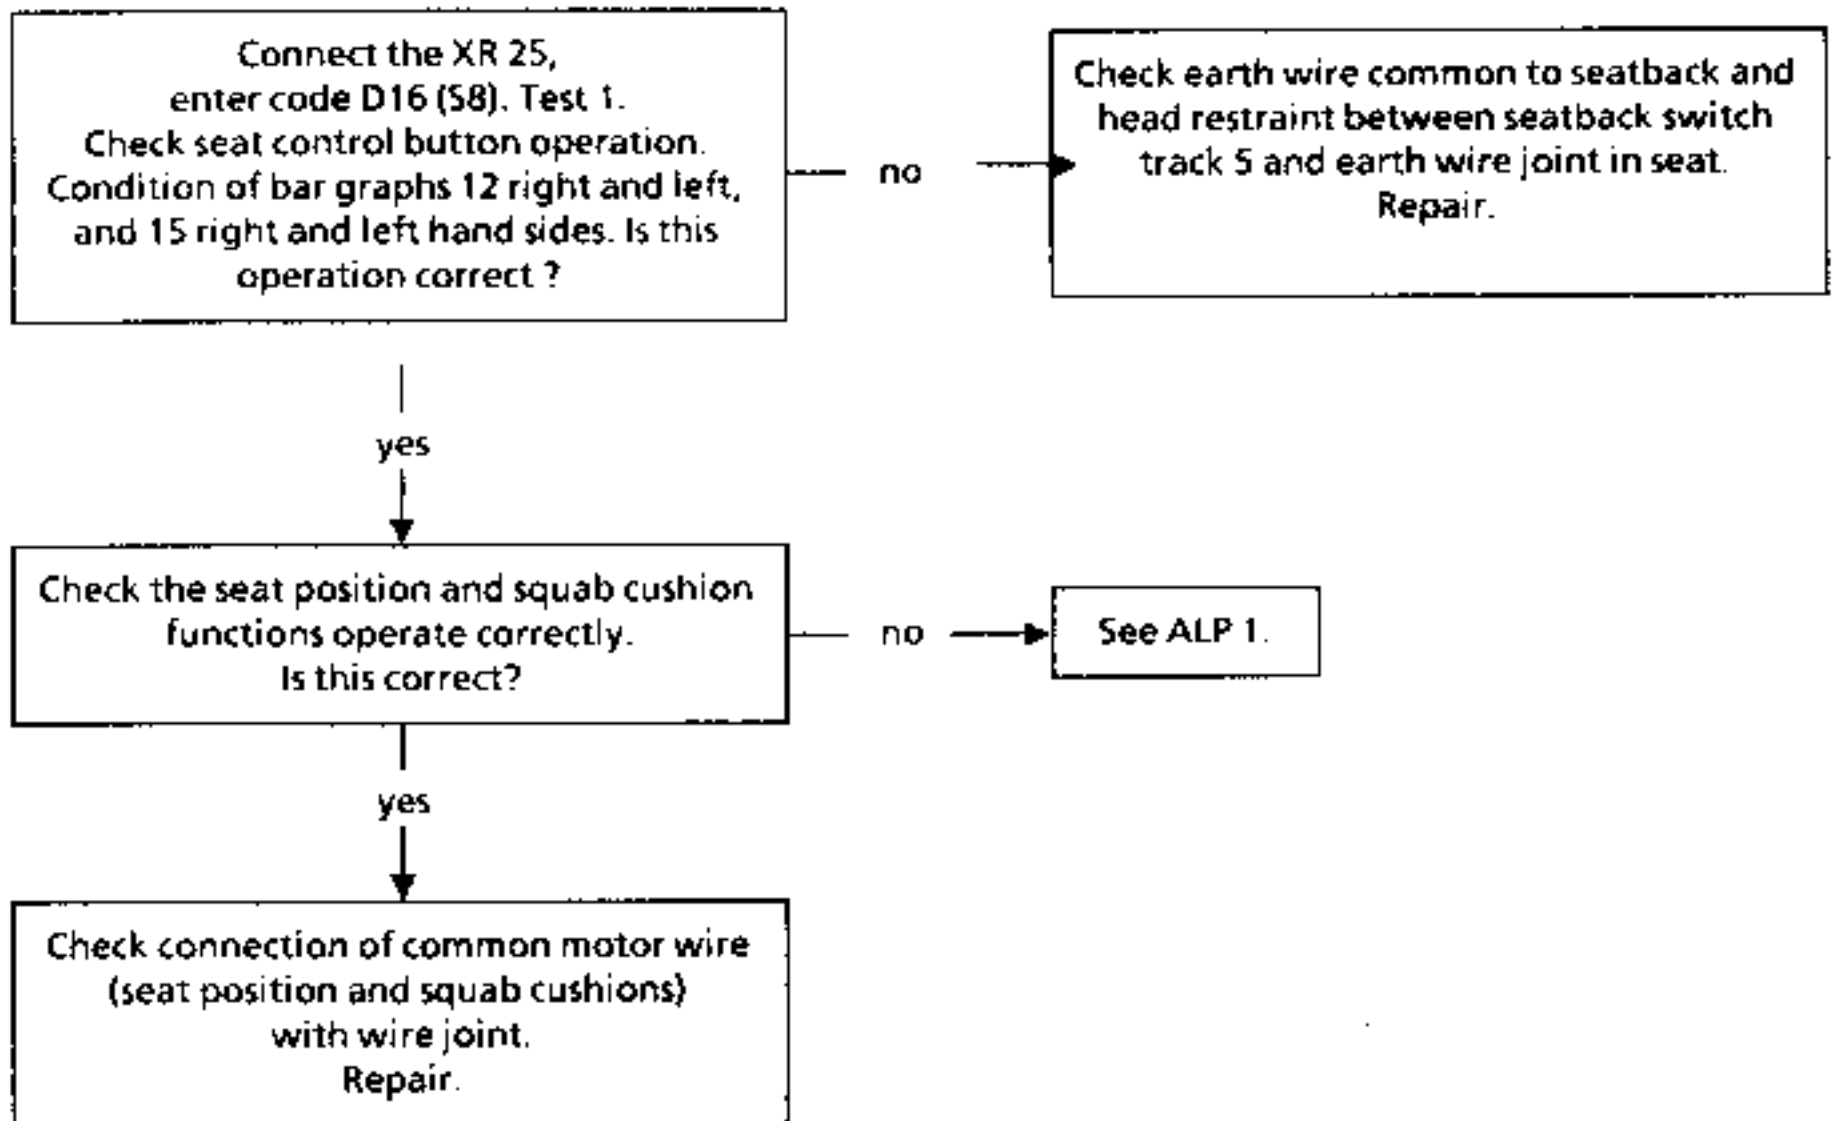 Connect the XR 25,
enter code D16 (S8). Test 1.
Check seat control button operation.
Condition of bar graphs 12 right and left,
and 15 right and left hand sides. Is this
operation correct ?
no
Check earth wire common to seatback and
head restraint between seatback switch
track 5 and earth wire joint in seat.
Repair.
yes
Check the seat position and squab cushion
functions operate correctly.
Is this correct?
no
See ALP 1.
yes
Check connection of common motor wire
(seat position and squab cushions)
with wire joint.
Repair.